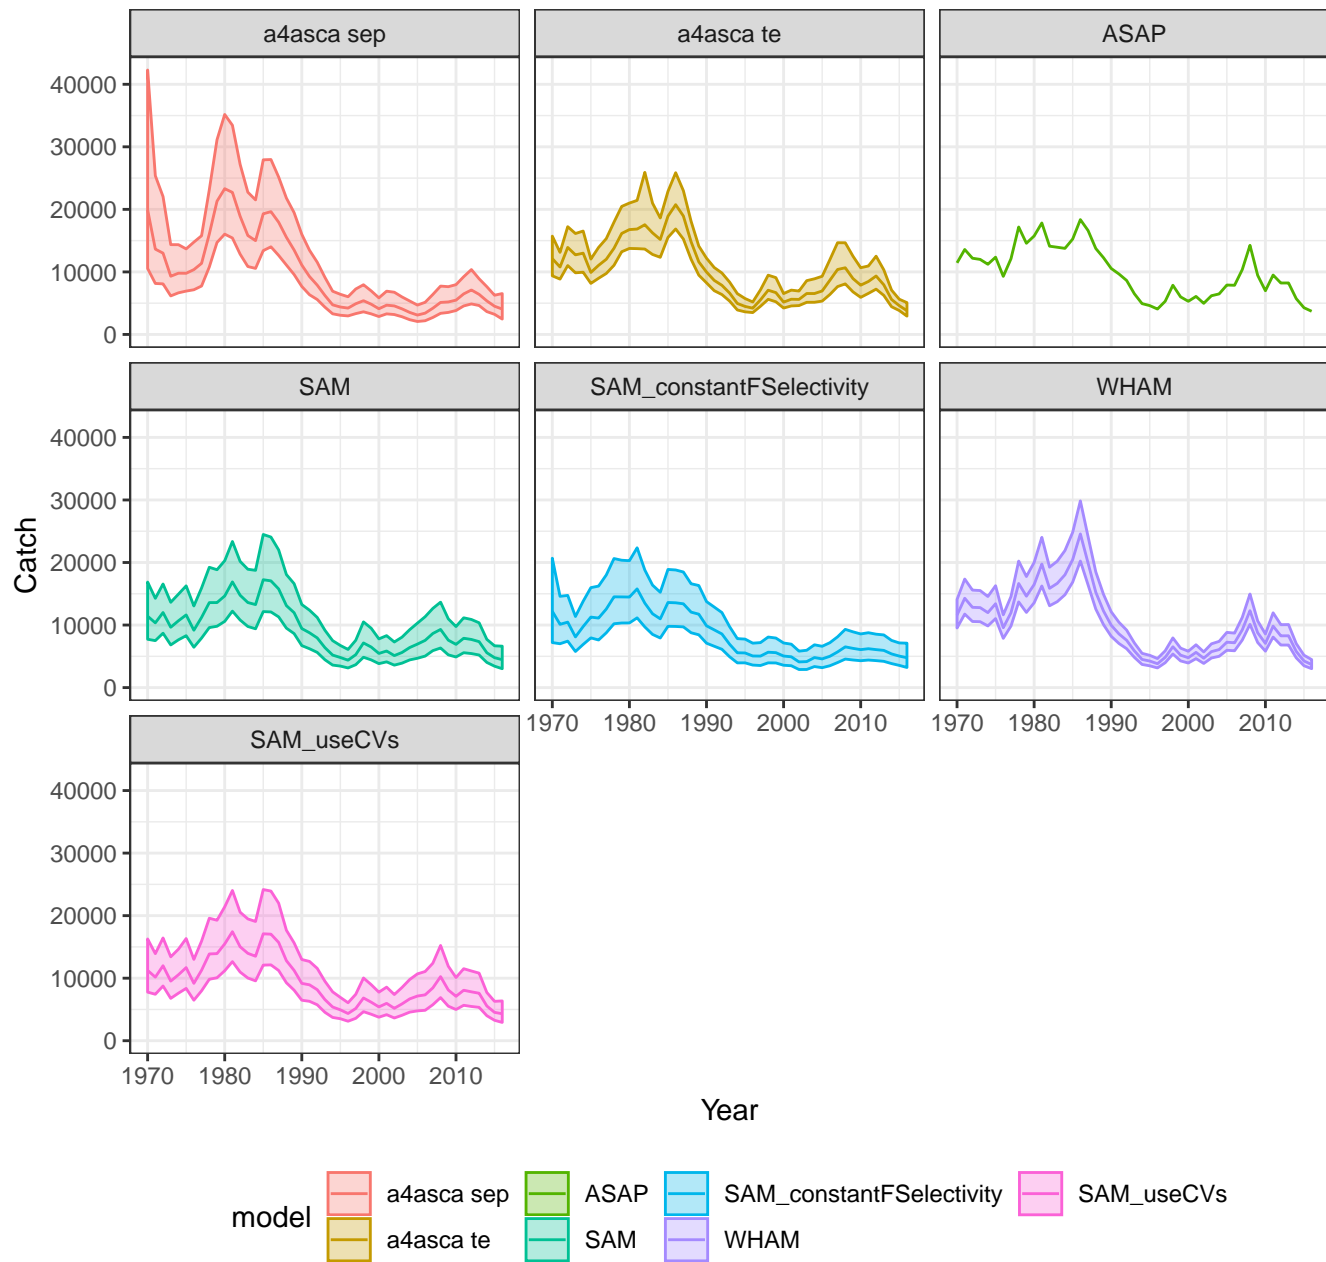 a4asca sep
a4asca te
ASAP
40000
30000
20000
10000
0
SAM
SAM_constantFSelectivity
WHAM
40000
30000
20000
10000
0
1970 1980 1990 2000 2010
1970 1980 1990 2000 2010
SAM_useCVs
40000
30000
20000
10000
0
1970 1980 1990 2000 2010
Catch
Year
model
a4asca sep
a4asca te
ASAP
SAM
SAM_constantFSelectivity
WHAM
SAM_useCVs